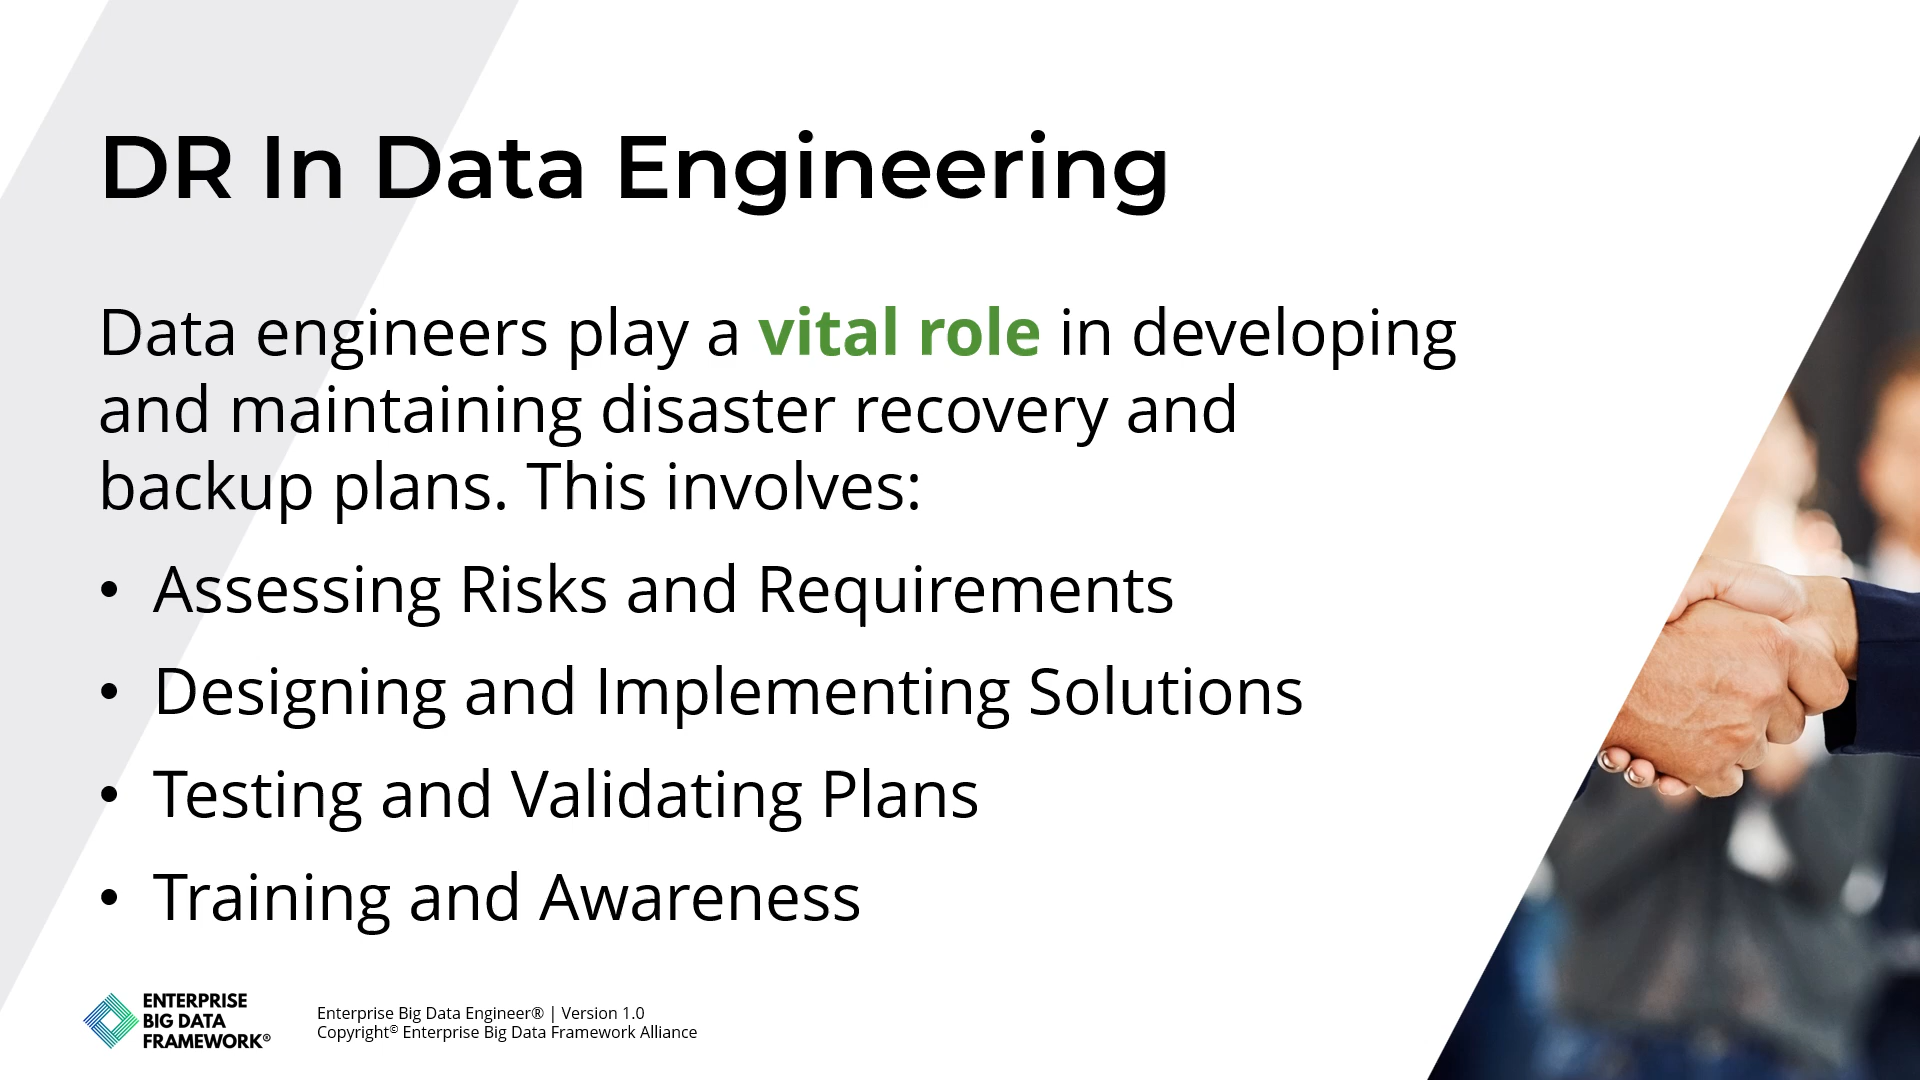 DR In Data Engineering
Data engineers play a vital role in developing
and maintaining disaster recovery and
backup plans. This involves:
• Assessing Risks and Requirements
• Designing and Implementing Solutions
• Testing and Validating Plans
• Training and Awareness
ENTERPRISE
BIG DATA
FRAMEWORK®
Enterprise Big Data Engineer® | Version 1.0
Copyright© Enterprise Big Data Framework Alliance